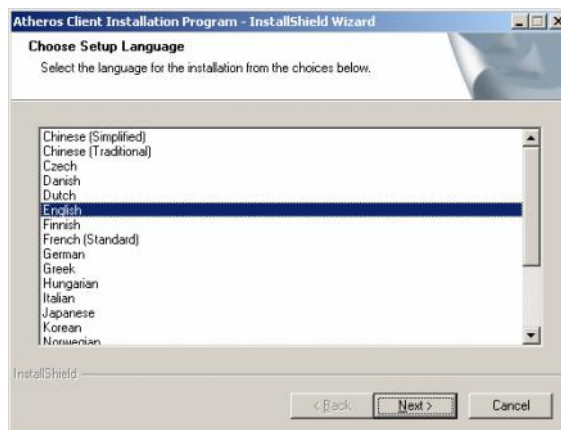 Atheros Client Installation Program - InstallShield Wizard
Choose Setup Language
Select the language for the installation from the choices below.
Chinese (Simplified)
Chinese (Traditional)
Czech
Danish
Dutch
English
Finnish
French (Standard)
German
Greek
Hungarian
Italian
Japanese
Korean
Norwegian
InstallShield
< Back
Next >
Cancel